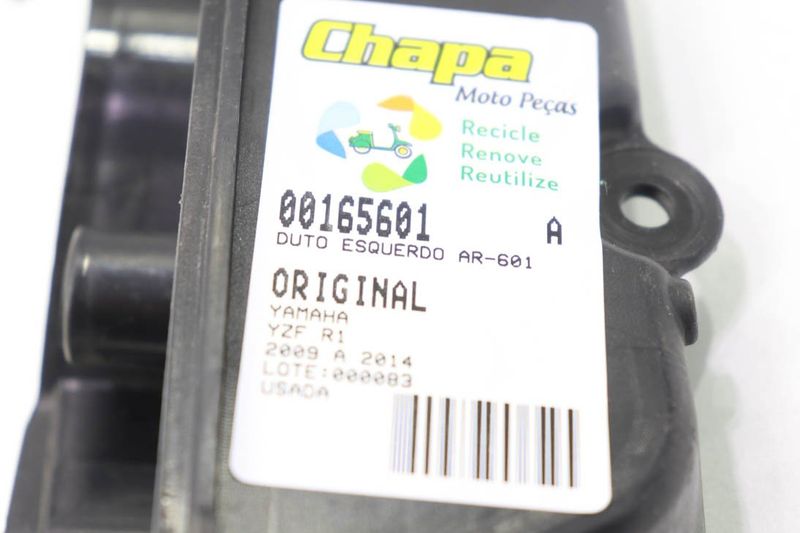 Chapa
Moto Peças
Recicle
Renove
Reutilize
00165601 A
DUTO ESQUERDO AR-601
ORIGINAL
YAMAHA
YZF R1
2009 A 2014
LOTE:000083
USADA